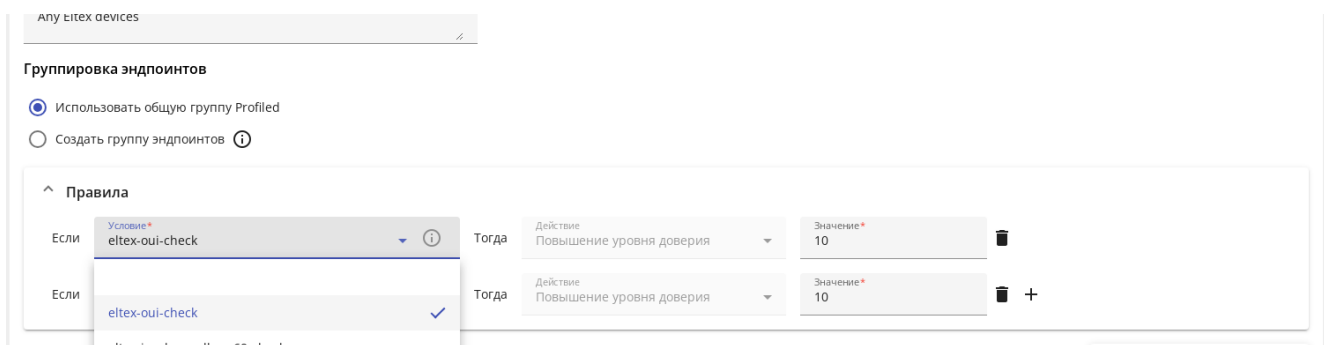 Any Eltex devices
Группировка эндпоинтов
Использовать общую группу Profiled
Создать группу эндпоинтов
Правила
Если
Условие*
eltex-oui-check
Тогда
Действие
Повышение уровня доверия
Значение*
10
Если
Тогда
Действие
Повышение уровня доверия
Значение*
10
eltex-oui-check